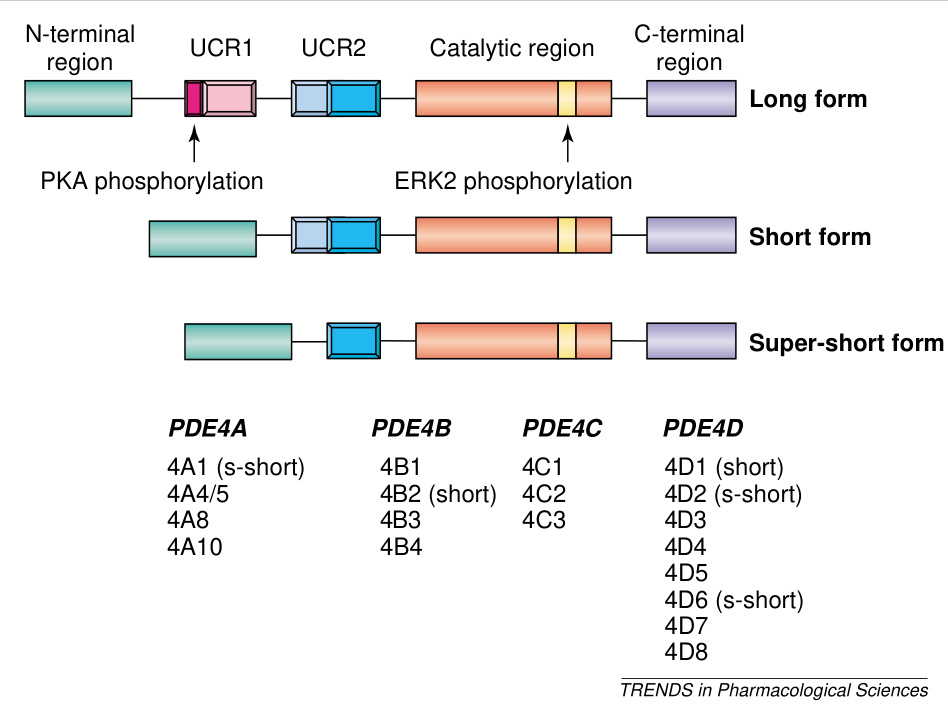 N-terminal
region
UCR1
UCR2
Catalytic region
C-terminal
region
Long form
PKA phosphorylation
ERK2 phosphorylation
Short form
Super-short form
PDE4A
4A1 (s-short)
4A4/5
4A8
4A10
PDE4B
4B1
4B2 (short)
4B3
4B4
PDE4C
4C1
4C2
4C3
PDE4D
4D1 (short)
4D2 (s-short)
4D3
4D4
4D5
4D6 (s-short)
4D7
4D8
TRENDS in Pharmacological Sciences